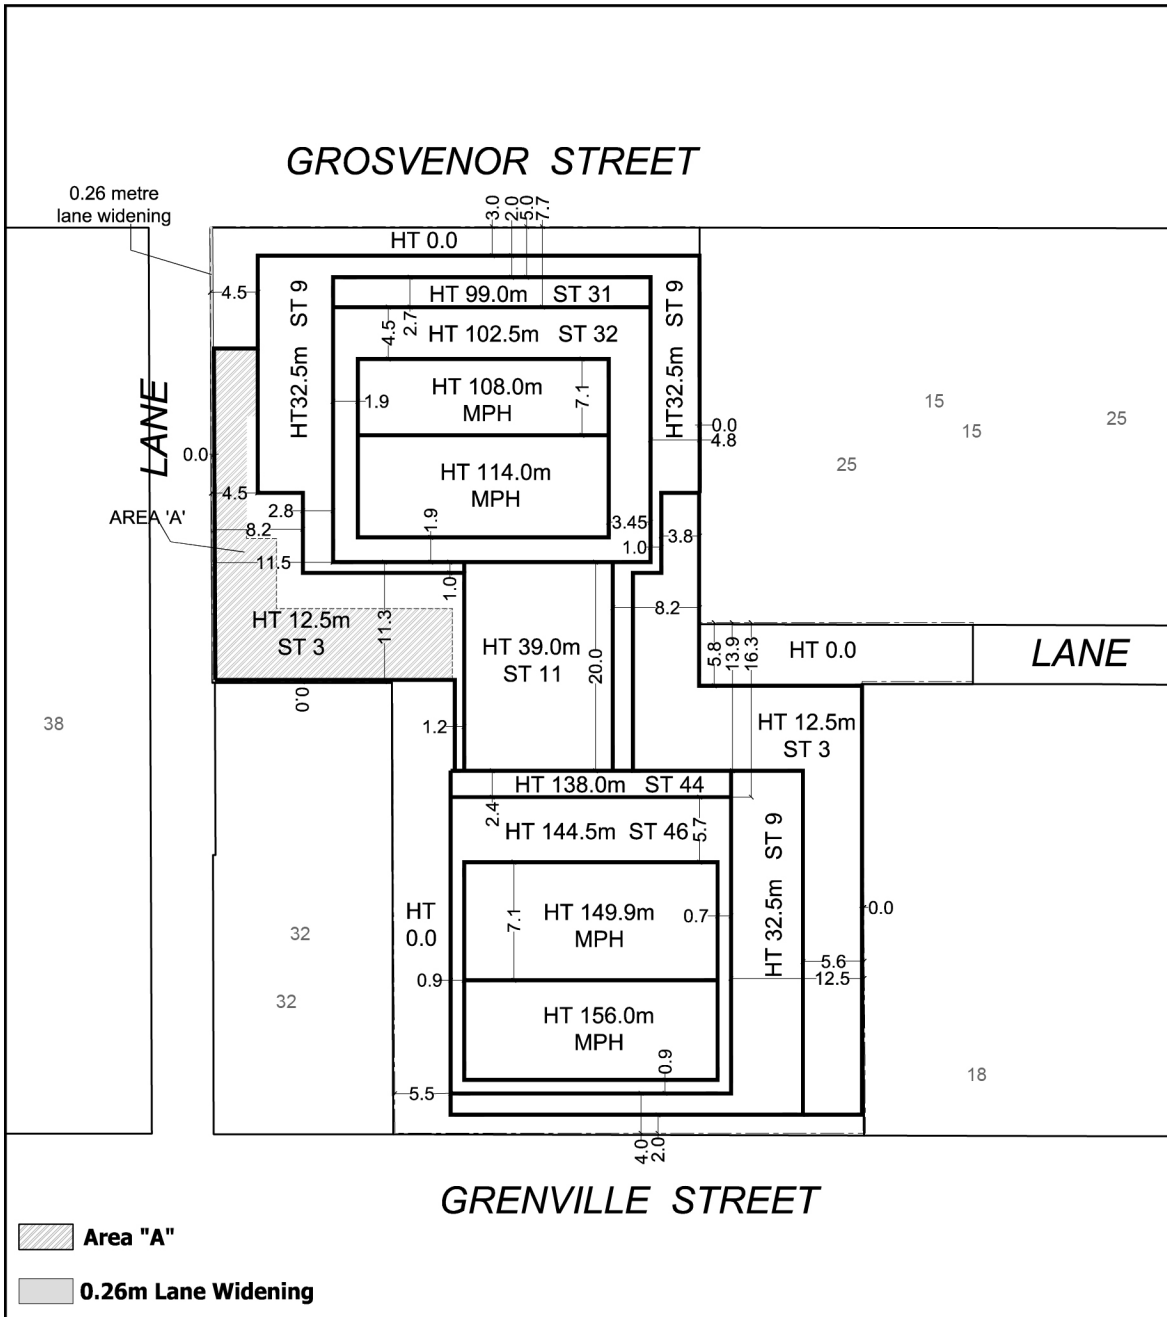 GROSVENOR STREET
0.26 metre
lane widening
3.0
2.0
5.0
7.7
HT 0.0
4.5
HT32.5m ST 9
HT 99.0m ST 31
2.7
4.5
HT 102.5m ST 32
HT32.5m ST 9
HT 108.0m
MPH
7.1
1.9
LANE
0.0
HT 114.0m
MPH
0.0
4.8
15
15
25
25
4.5
AREA 'A'
8.2
2.8
1.9
3.45
3.8
1.0
11.5
1.0
8.2
HT 12.5m
ST 3
11.3
HT 39.0m
ST 11
20.0
5.8
13.9
16.3
HT 0.0
LANE
0.0
1.2
38
HT 12.5m
ST 3
HT 138.0m ST 44
2.4
HT 144.5m ST 46
5.7
HT 32.5m ST 9
HT
0.0
7.1
HT 149.9m
MPH
0.7
0.0
32
32
0.9
5.6
12.5
HT 156.0m
MPH
0.9
5.5
18
4.0
2.0
GRENVILLE STREET
Area "A"
0.26m Lane Widening